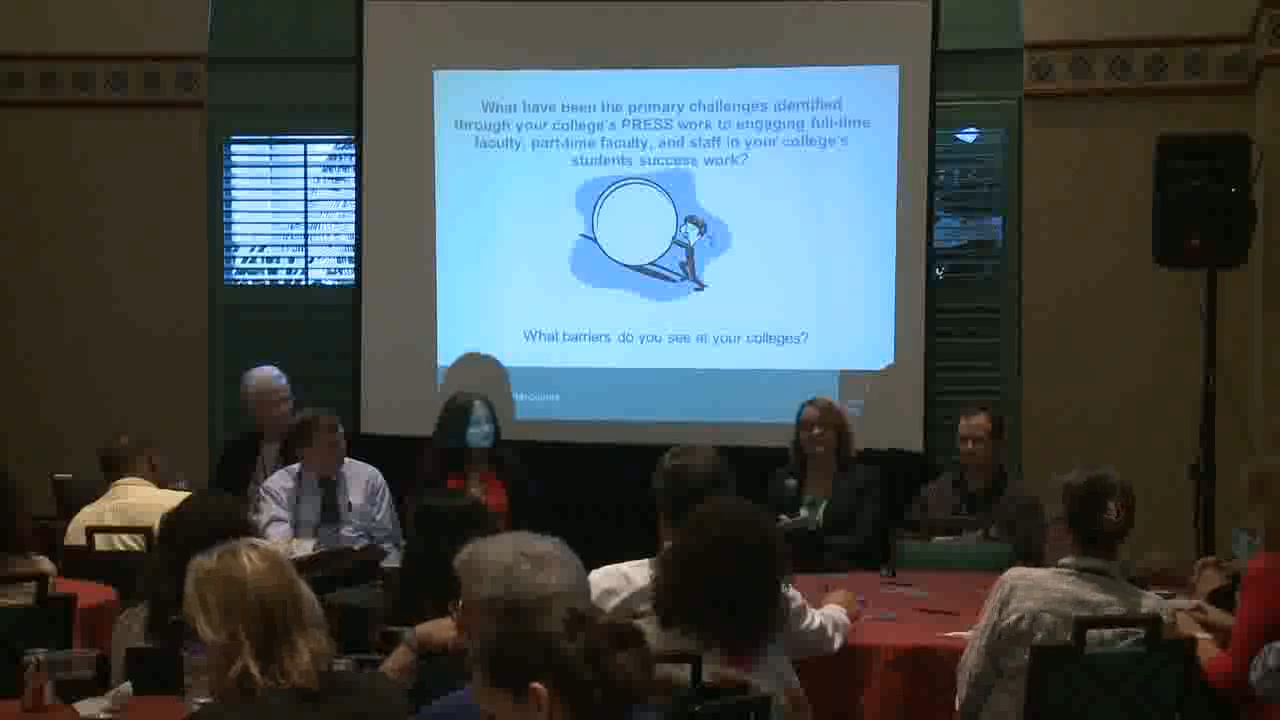 What have been the primary challenges identified
through your college's PRESS work to engaging full-time
faculty, part-time faculty, and staff in your college's
students success work?
What barriers do you see at your colleges?